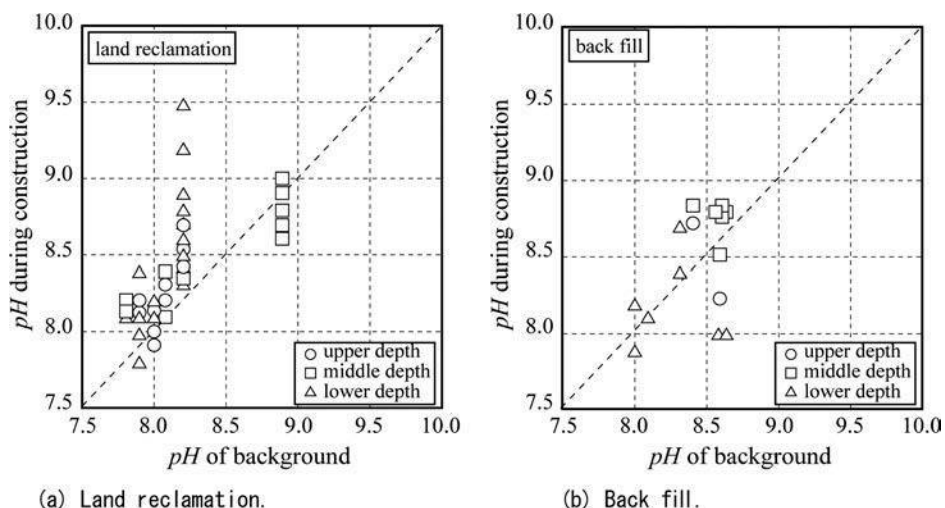 10.0
9.5
9.0
8.5
8.0
7.5
pH during construction
land reclamation
upper depth
middle depth
lower depth
7.5 8.0 8.5 9.0 9.5 10.0
pH of background
(a) Land reclamation.
10.0
9.5
9.0
8.5
8.0
7.5
pH during construction
back fill
upper depth
middle depth
lower depth
7.5 8.0 8.5 9.0 9.5 10.0
pH of background
(b) Back fill.